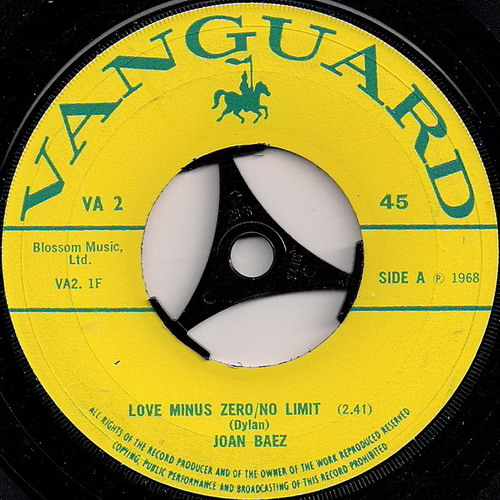 VANGUARD
VA 2
45
Blossom Music,
Ltd.
VA2. 1F
SIDE A Ⓟ 1968
LOVE MINUS ZERO/NO LIMIT (2.41)
(Dylan)
JOAN BAEZ
ALL RIGHTS OF THE RECORD PRODUCER AND OF THE OWNER OF THE WORK REPRODUCED RESERVED
COPYING, PUBLIC PERFORMANCE AND BROADCASTING OF THIS RECORD PROHIBITED